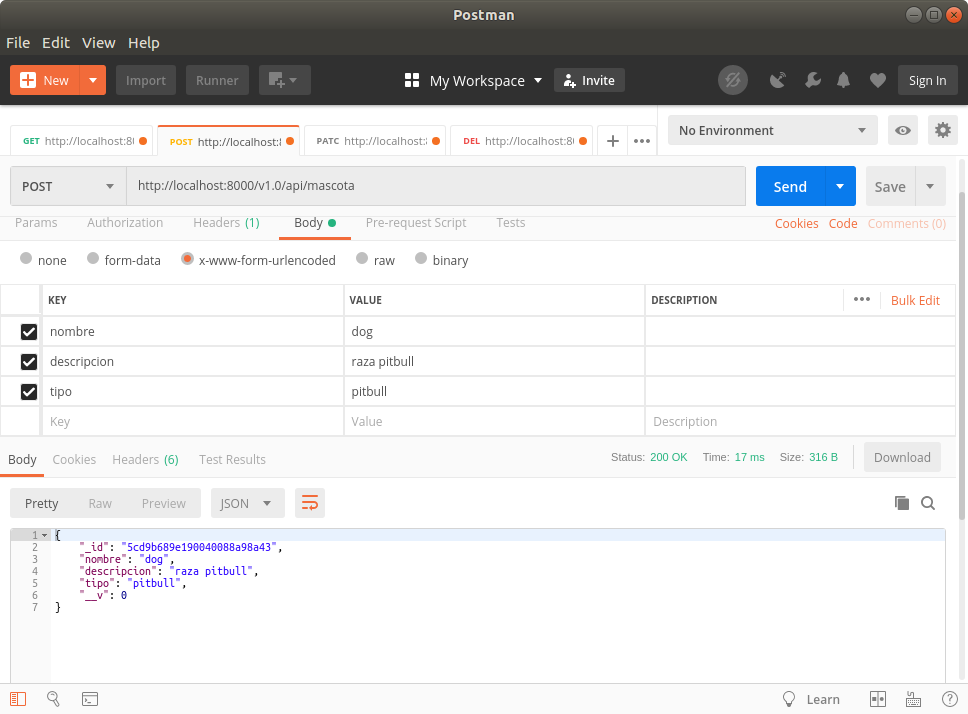 Postman
File Edit View Help
New Import Runner My Workspace Invite Sign In
GET http://localhost:8 POST http://localhost: PATC http://localhost: DEL http://localhost:8 No Environment
POST http://localhost:8000/v1.0/api/mascota Send Save
Params Authorization Headers (1) Body Pre-request Script Tests Cookies Code Comments (0)
none form-data x-www-form-urlencoded raw binary
KEY VALUE DESCRIPTION ••• Bulk Edit
nombre dog
descripcion raza pitbull
tipo pitbull
Key Value Description
Body Cookies Headers (6) Test Results Status: 200 OK Time: 17 ms Size: 316 B Download
Pretty Raw Preview JSON
1 {
2 "_id": "5cd9b689e190040088a98a43",
3 "nombre": "dog",
4 "descripcion": "raza pitbull",
5 "tipo": "pitbull",
6 "__v": 0
7 }
Learn